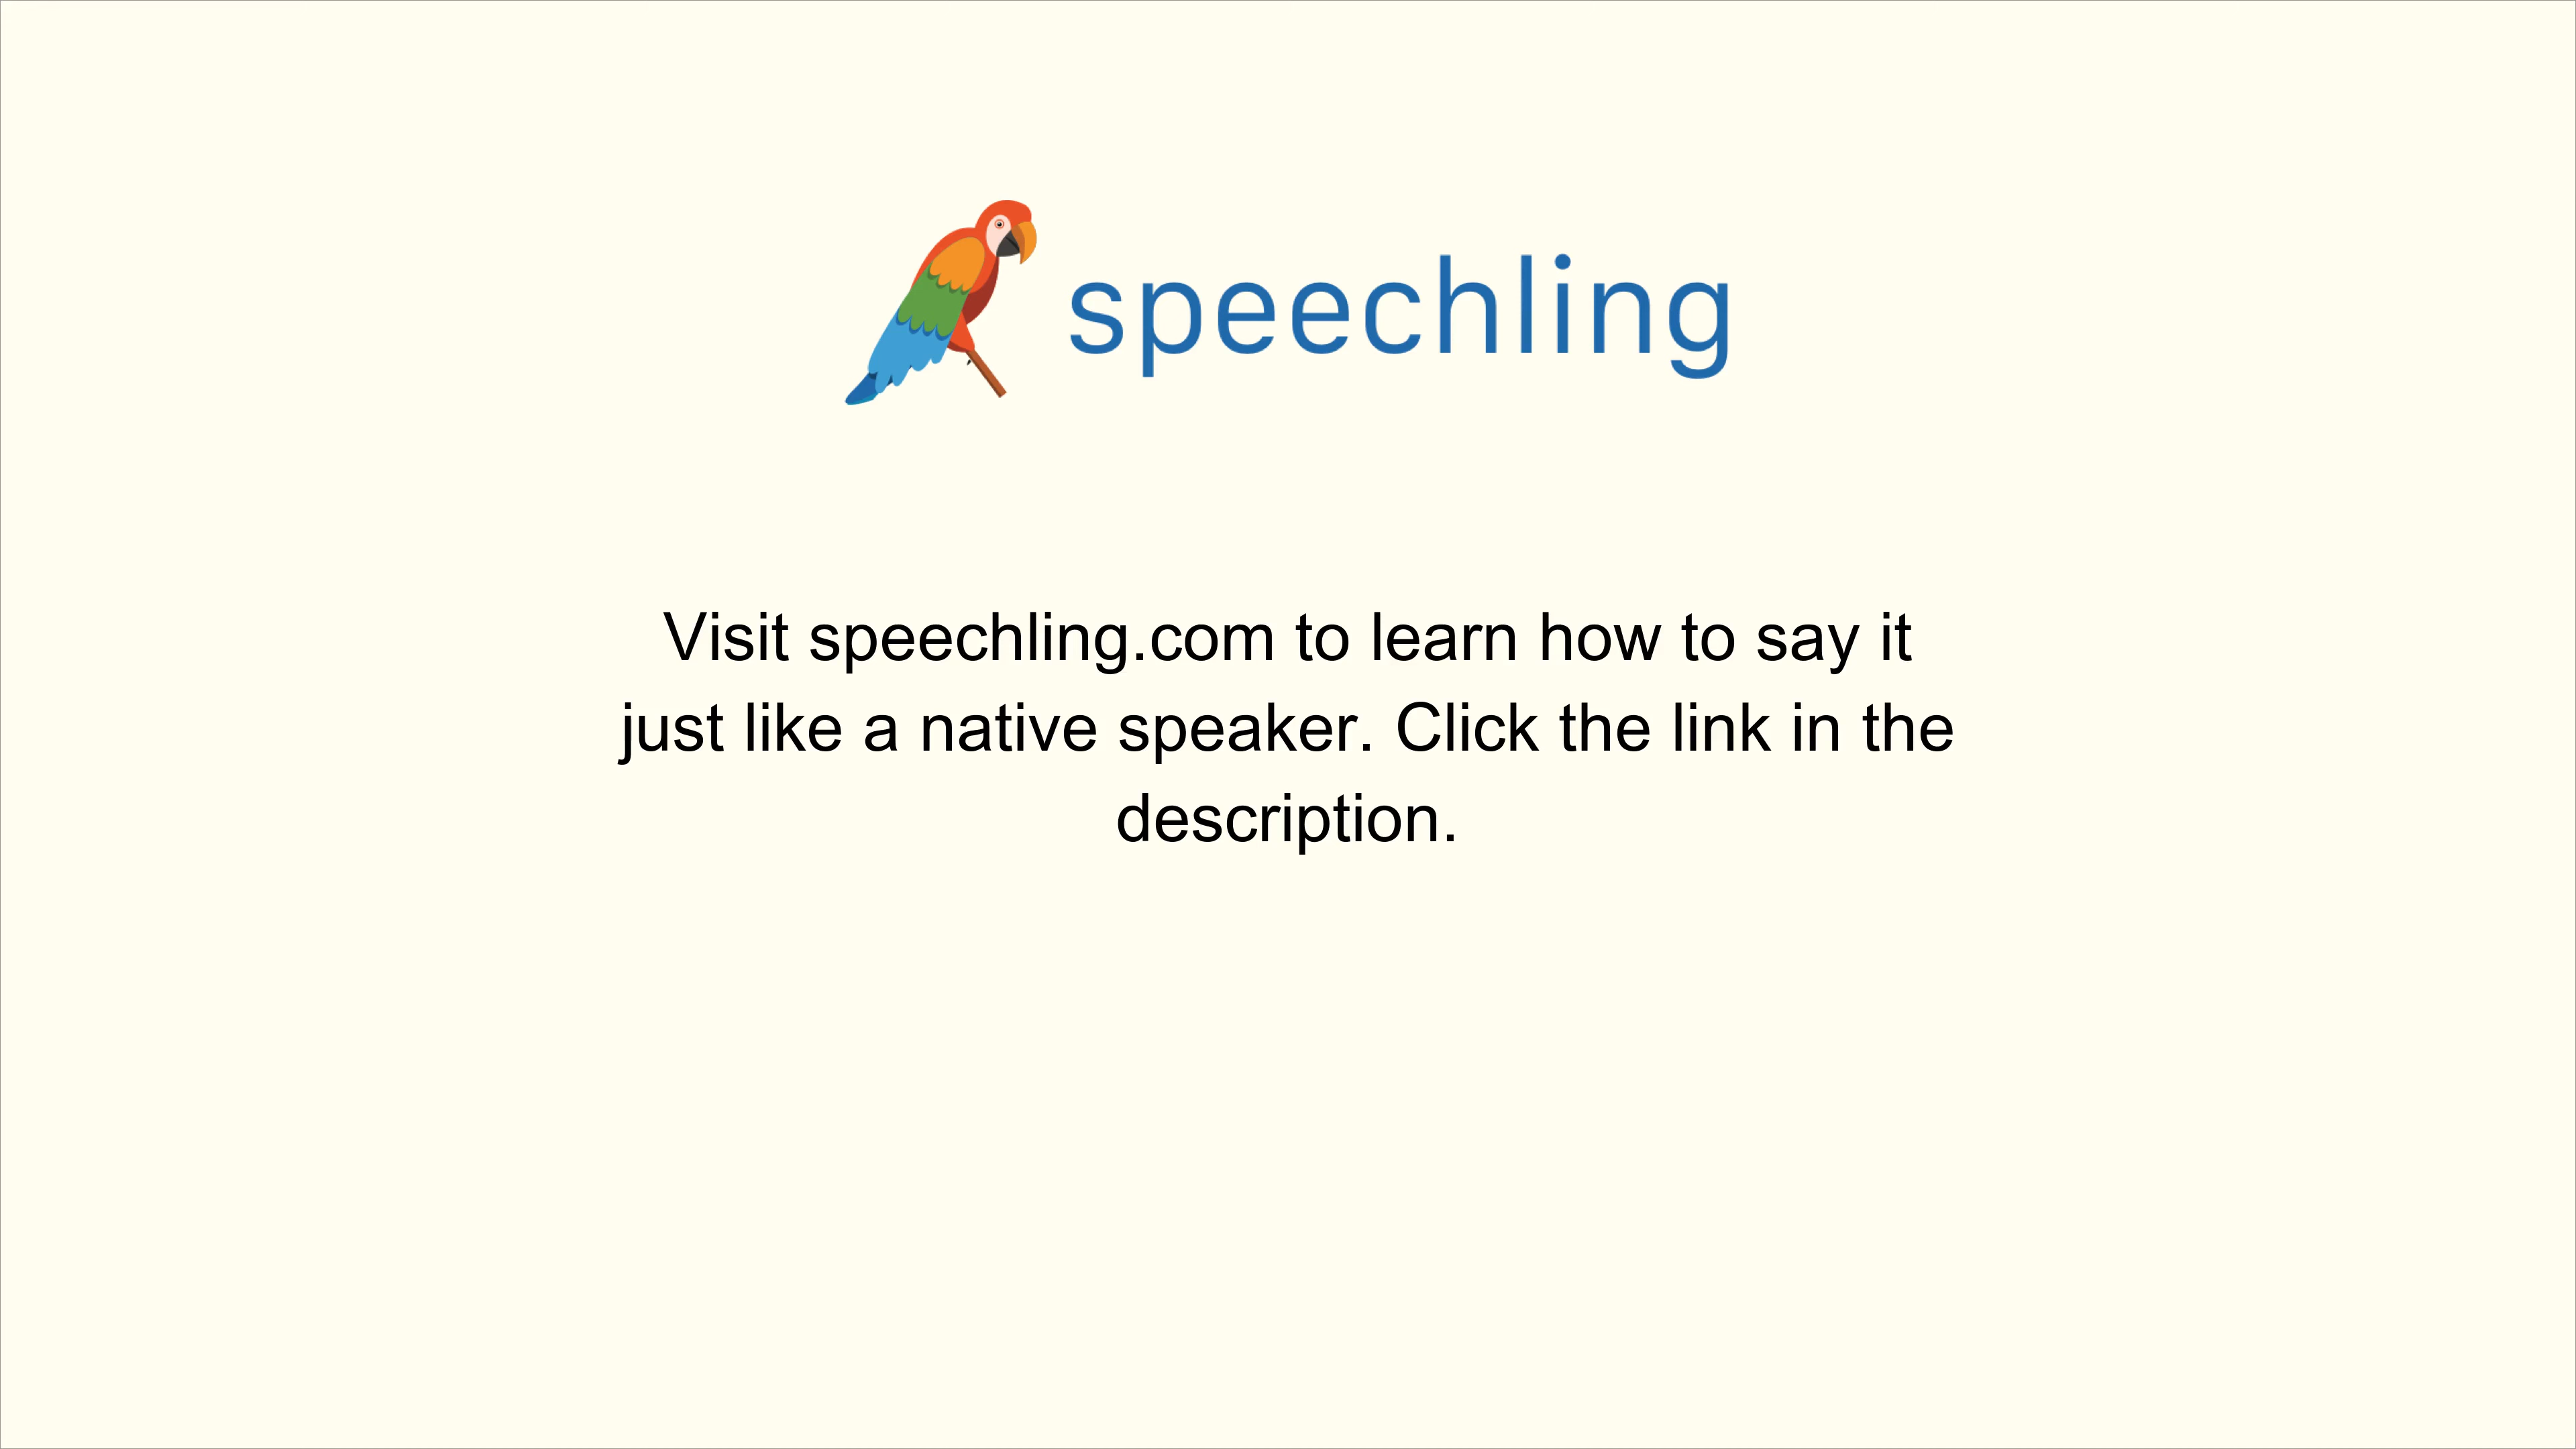 speechling
Visit speechling.com to learn how to say it
just like a native speaker. Click the link in the
description.